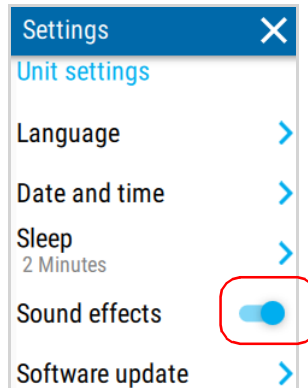 Settings
Unit settings
Language
Date and time
Sleep
2 Minutes
Sound effects
Software update